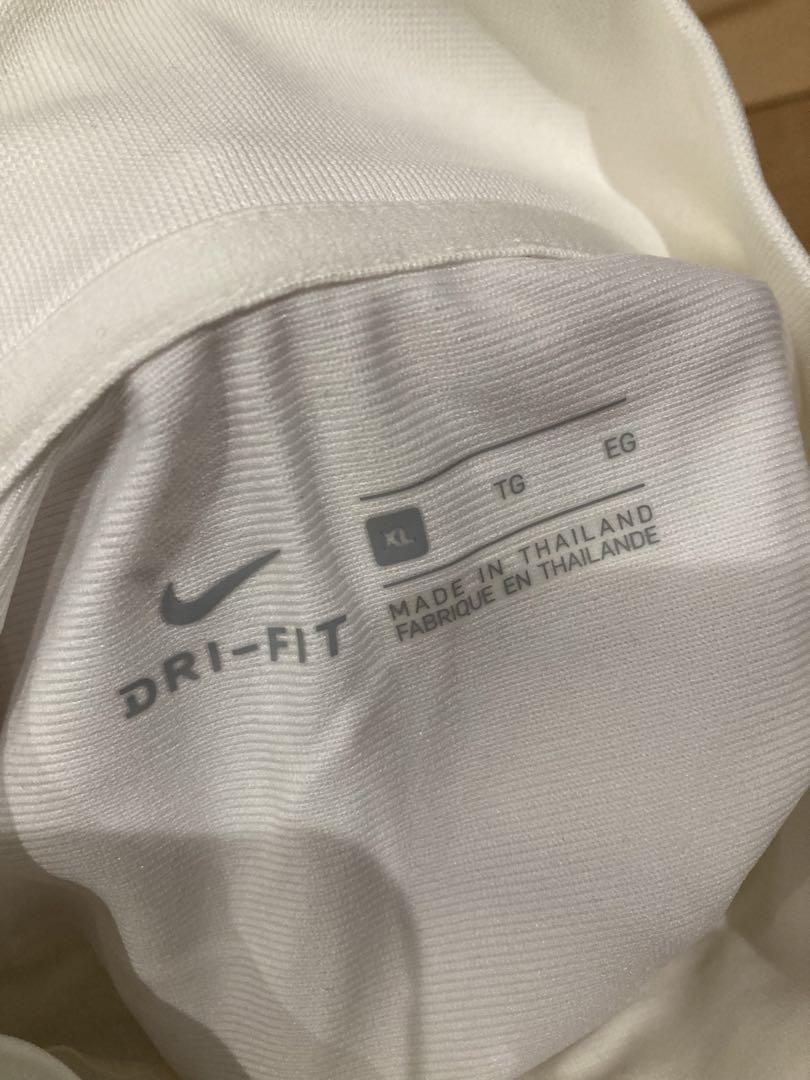 XL TG EG
MADE IN THAILAND
FABRIQUE EN THAILANDE
DRI-FIT